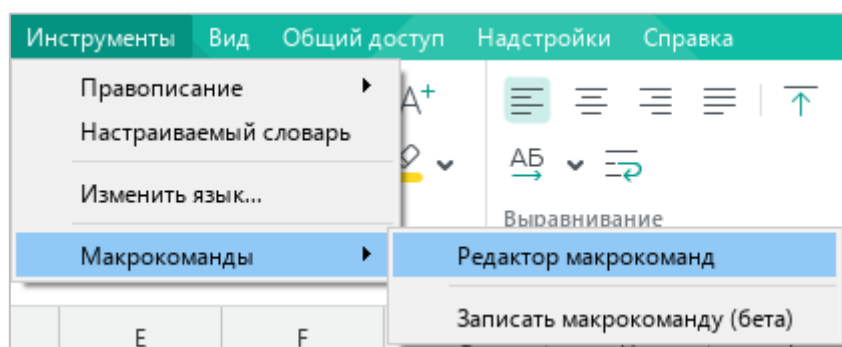 Инструменты Вид Общий доступ Надстройки Справка
Правописание
A+
Настраиваемый словарь
АБ
Изменить язык...
Выравнивание
Макрокоманды
Редактор макрокоманд
Записать макрокоманду (бета)
E F